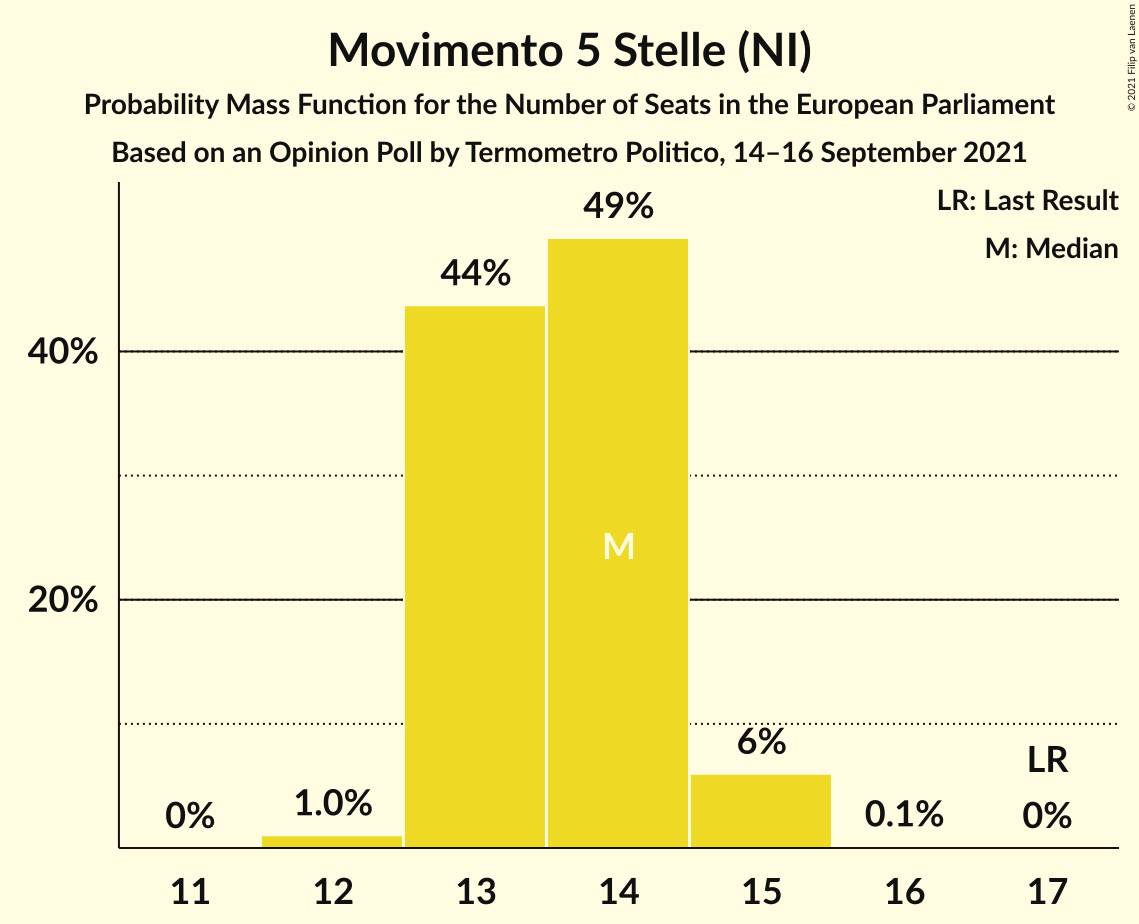 Movimento 5 Stelle (NI)
Probability Mass Function for the Number of Seats in the European Parliament
Based on an Opinion Poll by Termometro Politico, 14–16 September 2021
© 2021 Filip van Laenen
LR: Last Result
M: Median
49%
44%
40%
M
20%
6%
LR
0%
1.0%
0.1%
0%
11
12
13
14
15
16
17